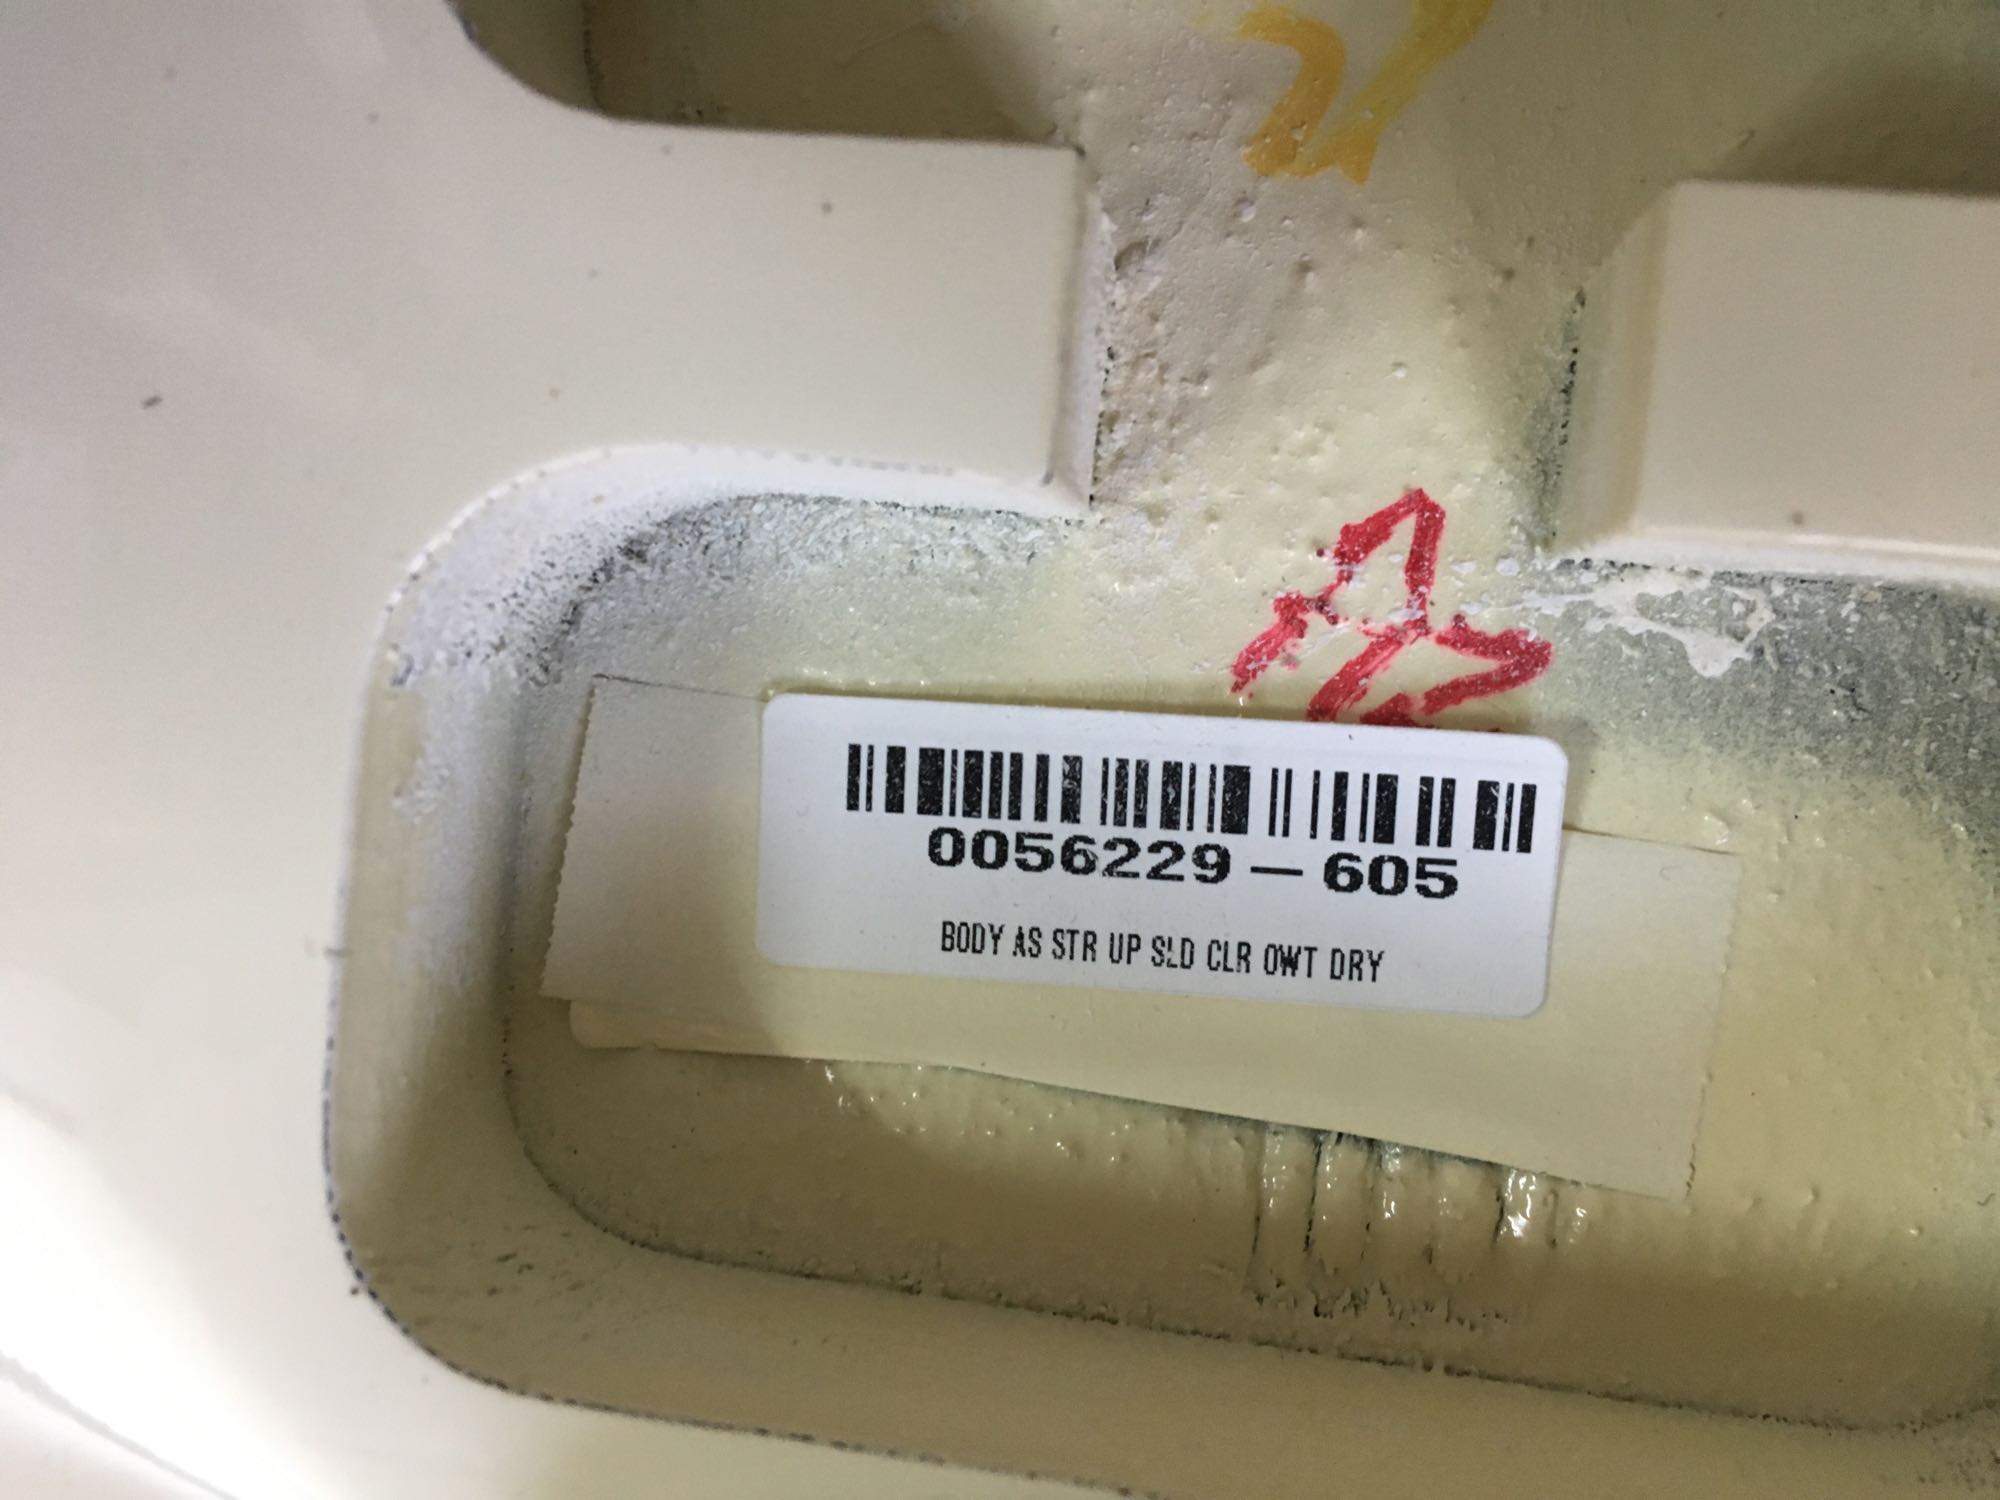 0056229-605
BODY AS STR UP SLD CLR OWT DRY